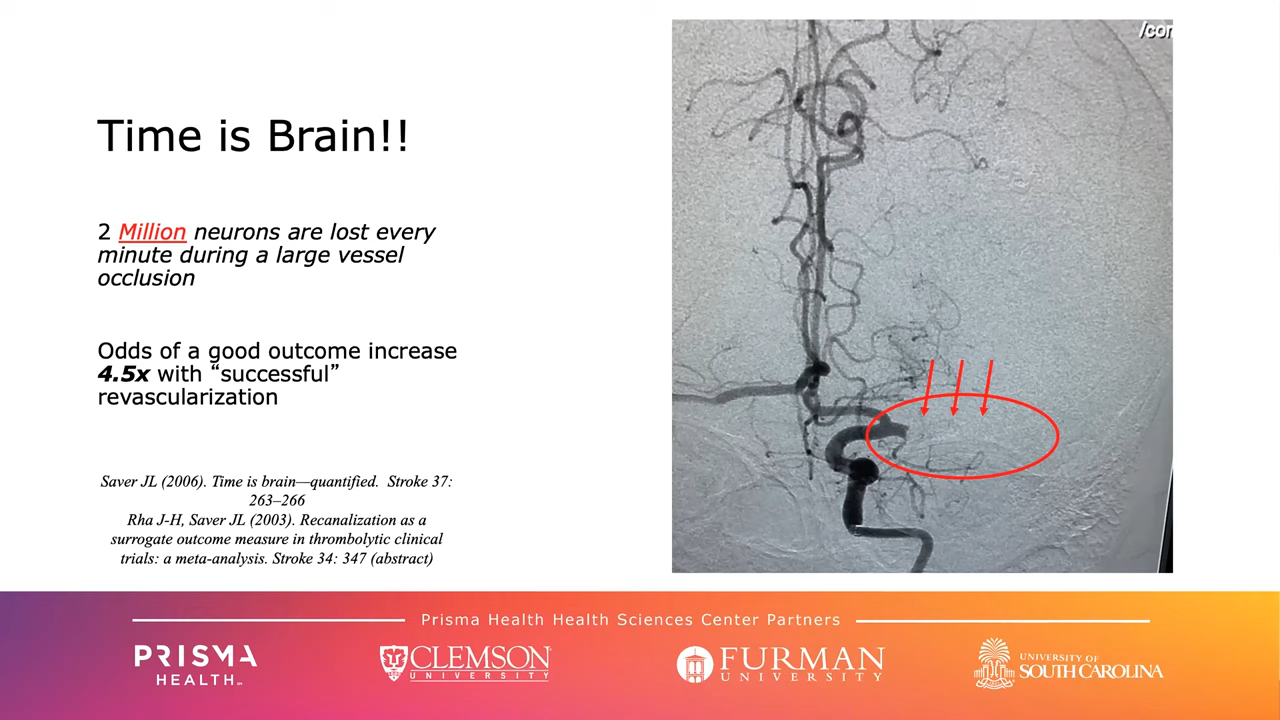 Time is Brain!!
2 Million neurons are lost every
minute during a large vessel
occlusion
Odds of a good outcome increase
4.5x with “successful”
revascularization
Saver JL (2006). Time is brain—quantified. Stroke 37:
263–266
Rha J-H, Saver JL (2003). Recanalization as a
surrogate outcome measure in thrombolytic clinical
trials: a meta-analysis. Stroke 34: 347 (abstract)
Prisma Health Health Sciences Center Partners
PRISMA
HEALTH
CLEMSON
UNIVERSITY
FURMAN
UNIVERSITY
UNIVERSITY OF
SOUTH CAROLINA